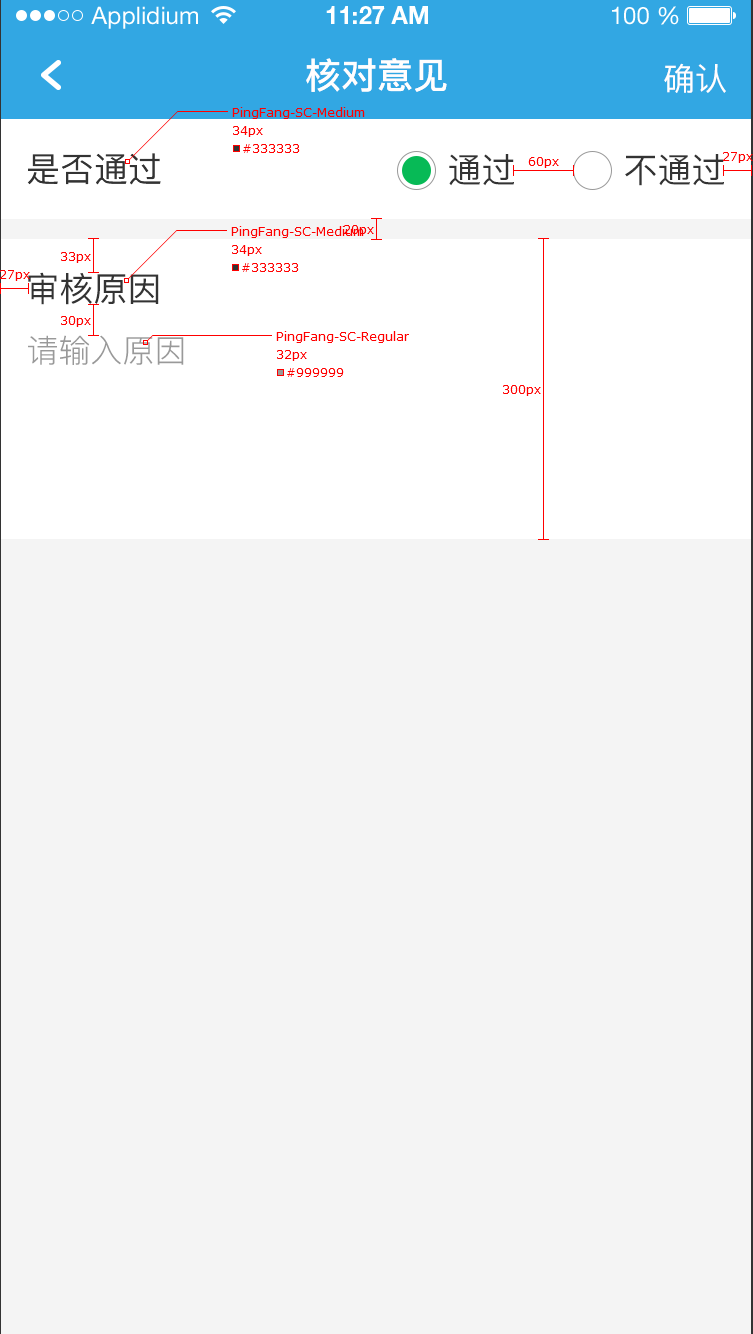 Applidium 11:27 AM 100 %
核对意见 确认
PingFang-SC-Medium
34px
#333333
是否通过 通过 60px 不通过 27px
20px
PingFang-SC-Medium
34px
#333333
33px
27px
审核原因
30px
请输入原因
PingFang-SC-Regular
32px
#999999
300px